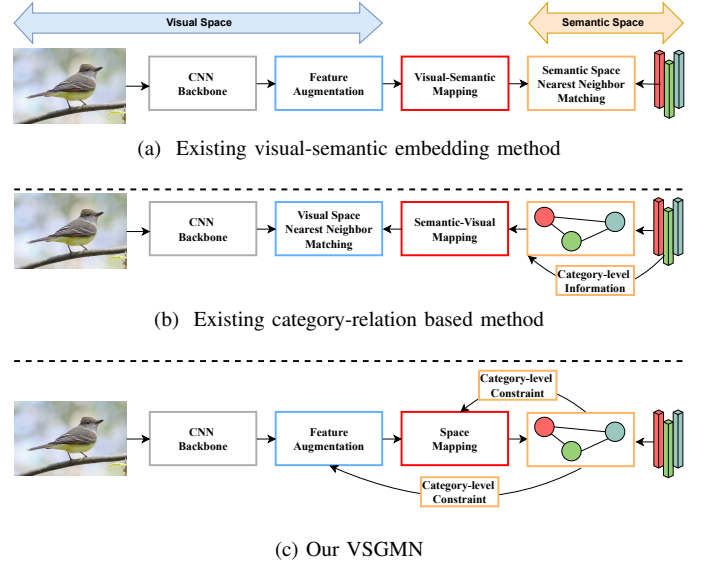 Visual Space
Semantic Space
CNN
Backbone
Feature
Augmentation
Visual-Semantic
Mapping
Semantic Space
Nearest Neighbor
Matching
(a) Existing visual-semantic embedding method
CNN
Backbone
Visual Space
Nearest Neighbor
Matching
Semantic-Visual
Mapping
Category-level
Information
(b) Existing category-relation based method
Category-level
Constraint
CNN
Backbone
Feature
Augmentation
Space
Mapping
Category-level
Constraint
(c) Our VSGMN